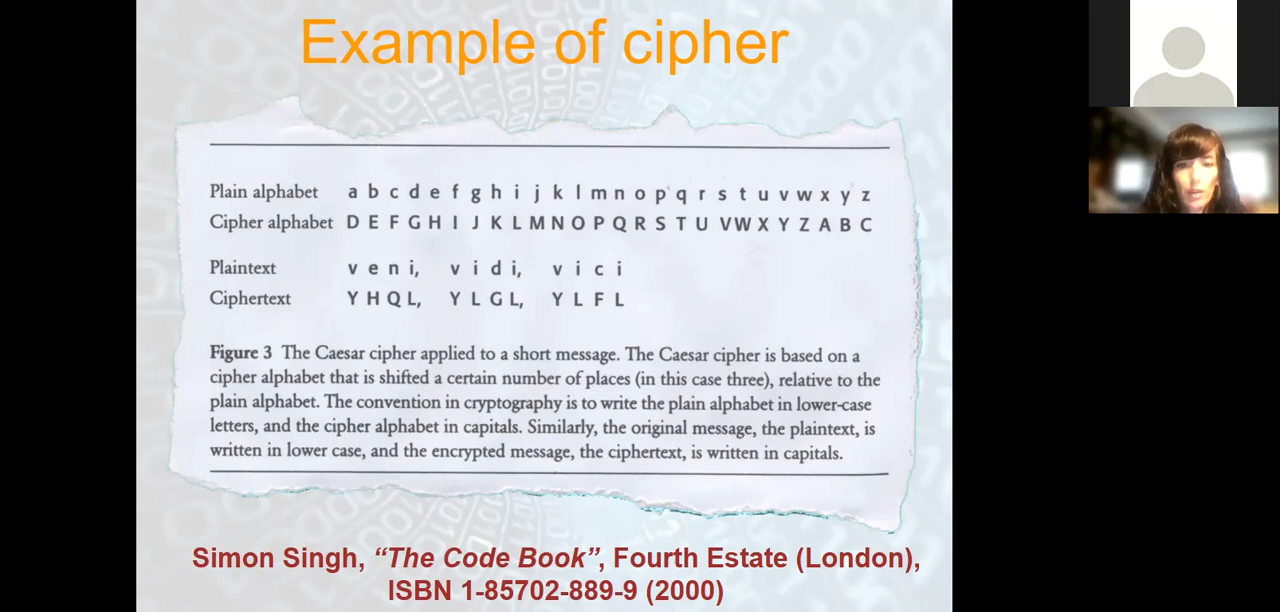 Example of cipher
Plain alphabet a b c d e f g h i j k l m n o p q r s t u v w x y z
Cipher alphabet D E F G H I J K L M N O P Q R S T U V W X Y Z A B C
Plaintext v e n i, v i d i, v i c i
Ciphertext Y H Q L, Y L G L, Y L F L
Figure 3 The Caesar cipher applied to a short message. The Caesar cipher is based on a
cipher alphabet that is shifted a certain number of places (in this case three), relative to the
plain alphabet. The convention in cryptography is to write the plain alphabet in lower-case
letters, and the cipher alphabet in capitals. Similarly, the original message, the plaintext, is
written in lower case, and the encrypted message, the ciphertext, is written in capitals.
Simon Singh, “The Code Book”, Fourth Estate (London),
ISBN 1-85702-889-9 (2000)